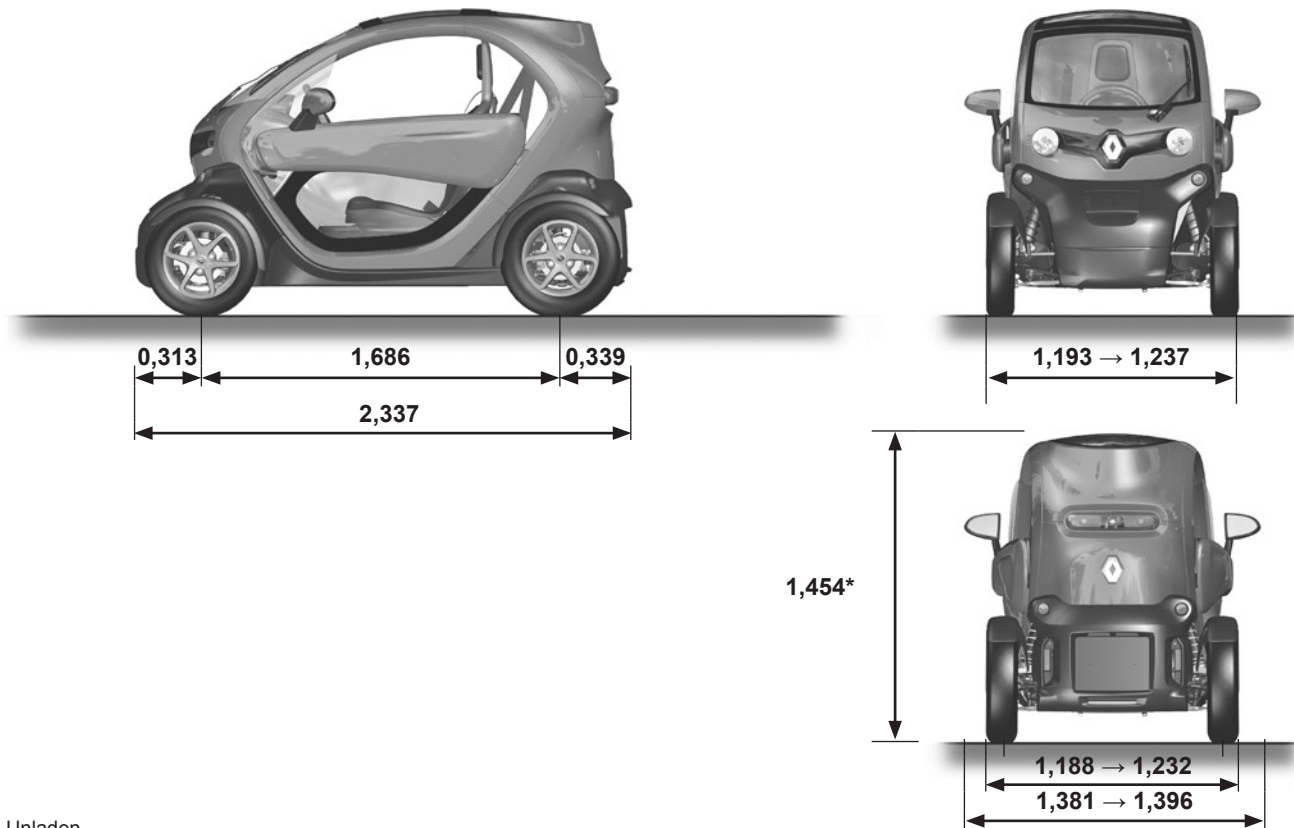 0,313
1,686
0,339
2,337
1,193 → 1,237
1,454*
1,188 → 1,232
1,381 → 1,396
Unladen